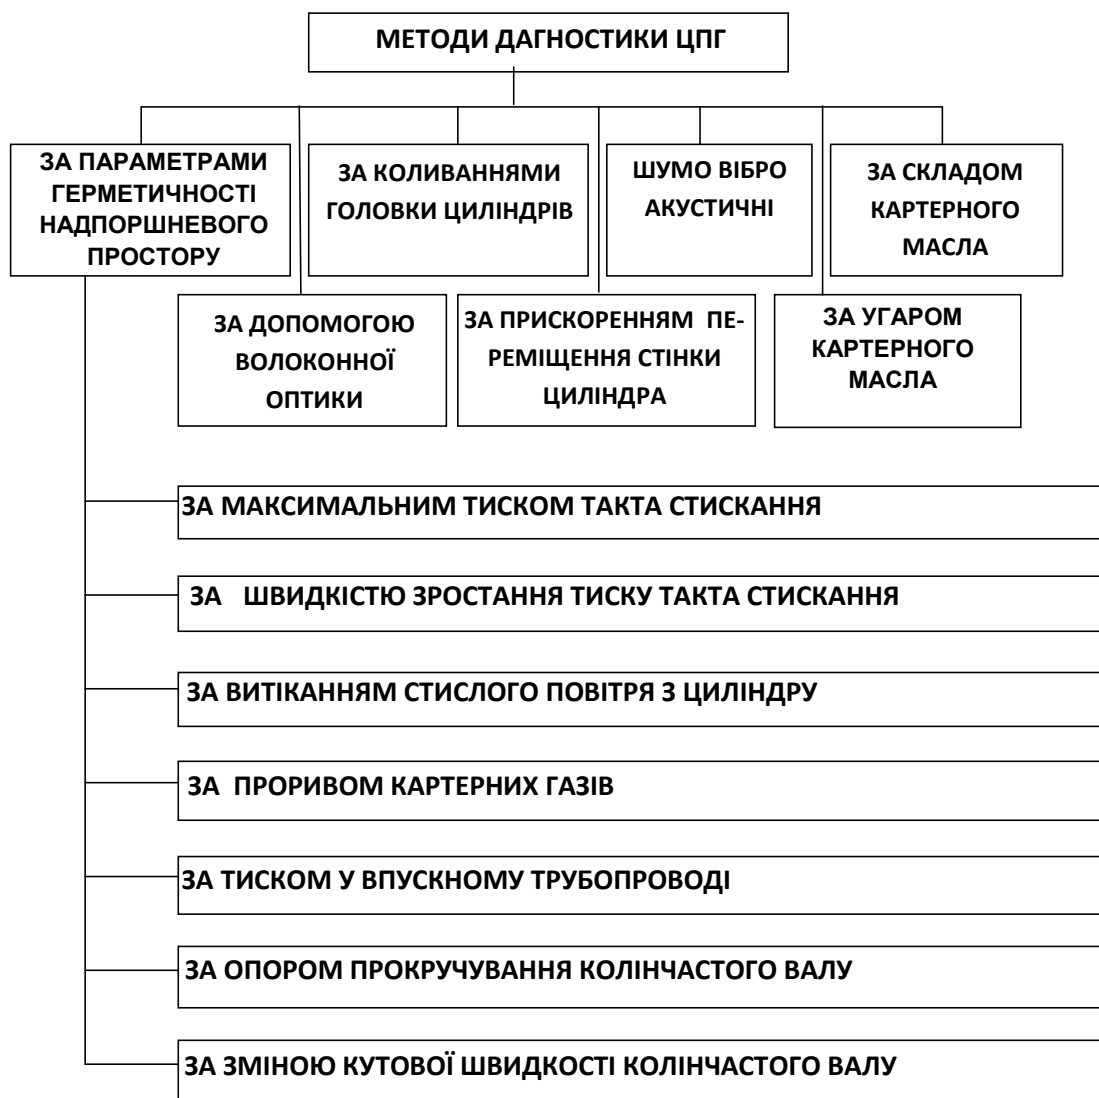 МЕТОДИ ДАГНОСТИКИ ЦПГ
ЗА ПАРАМЕТРАМИ
ГЕРМЕТИЧНОСТІ
НАДПОРШНЕВОГО
ПРОСТОРУ
ЗА КОЛИВАННЯМИ
ГОЛОВКИ ЦИЛІНДРІВ
ШУМО ВІБРО
АКУСТИЧНІ
ЗА СКЛАДОМ
КАРТЕРНОГО
МАСЛА
ЗА ДОПОМОГОЮ
ВОЛОКОННОЇ
ОПТИКИ
ЗА ПРИСКОРЕННЯМ ПЕ-
РЕМІЩЕННЯ СТІНКИ
ЦИЛІНДРА
ЗА УГАРОМ
КАРТЕРНОГО
МАСЛА
ЗА МАКСИМАЛЬНИМ ТИСКОМ ТАКТА СТИСКАННЯ
ЗА ШВИДКІСТЮ ЗРОСТАННЯ ТИСКУ ТАКТА СТИСКАННЯ
ЗА ВИТІКАННЯМ СТИСЛОГО ПОВІТРЯ З ЦИЛІНДРУ
ЗА ПРОРИВОМ КАРТЕРНИХ ГАЗІВ
ЗА ТИСКОМ У ВПУСКНОМУ ТРУБОПРОВОДІ
ЗА ОПОРОМ ПРОКРУЧУВАННЯ КОЛІНЧАСТОГО ВАЛУ
ЗА ЗМІНОЮ КУТОВОЇ ШВИДКОСТІ КОЛІНЧАСТОГО ВАЛУ